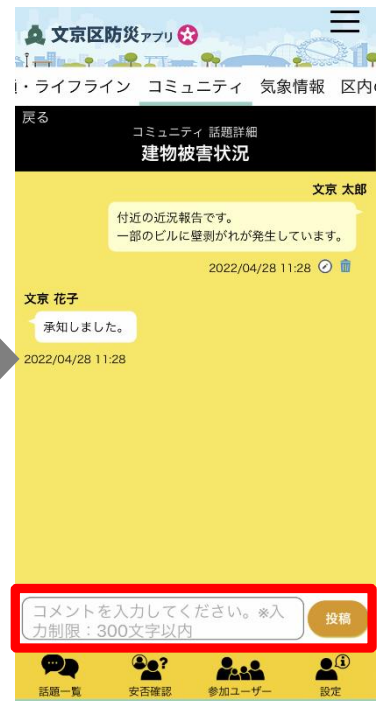 文京区防災アプリ
・ライフライン コミュニティ 気象情報 区内
戻る
コミュニティ 話題詳細
建物被害状況
文京 太郎
付近の近況報告です。
一部のビルに壁剥がれが発生しています。
2022/04/28 11:28
文京 花子
承知しました。
2022/04/28 11:28
コメントを入力してください。※入
力制限：300文字以内
投稿
話題一覧 安否確認 参加ユーザー 設定